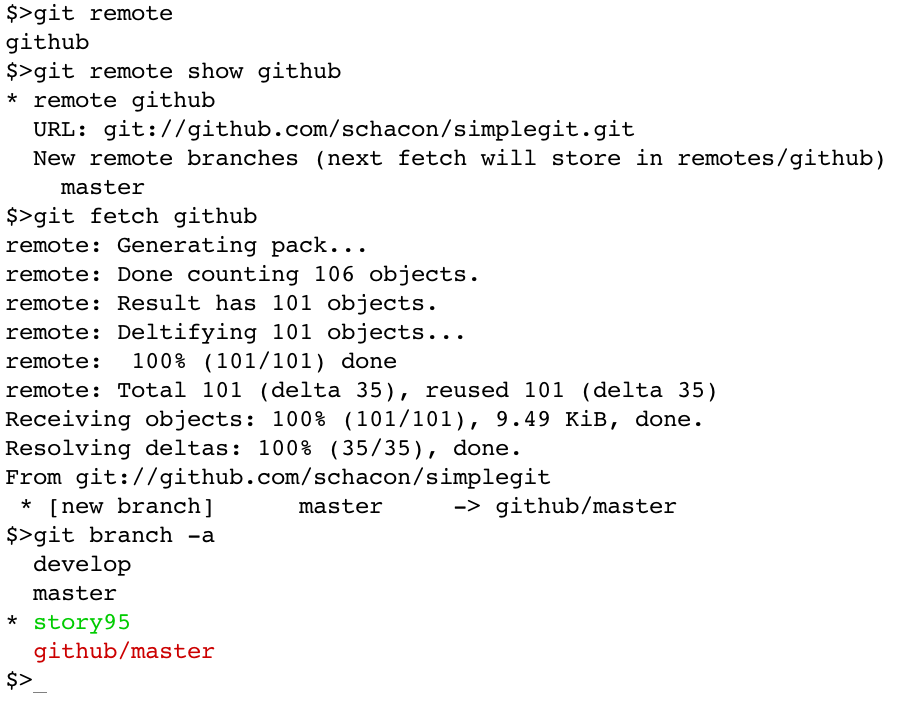 $>git remote
github
$>git remote show github
* remote github
  URL: git://github.com/schacon/simplegit.git
  New remote branches (next fetch will store in remotes/github)
    master
$>git fetch github
remote: Generating pack...
remote: Done counting 106 objects.
remote: Result has 101 objects.
remote: Deltifying 101 objects...
remote:  100% (101/101) done
remote: Total 101 (delta 35), reused 101 (delta 35)
Receiving objects: 100% (101/101), 9.49 KiB, done.
Resolving deltas: 100% (35/35), done.
From git://github.com/schacon/simplegit
 * [new branch]      master     -> github/master
$>git branch -a
  develop
  master
* story95
  github/master
$>_